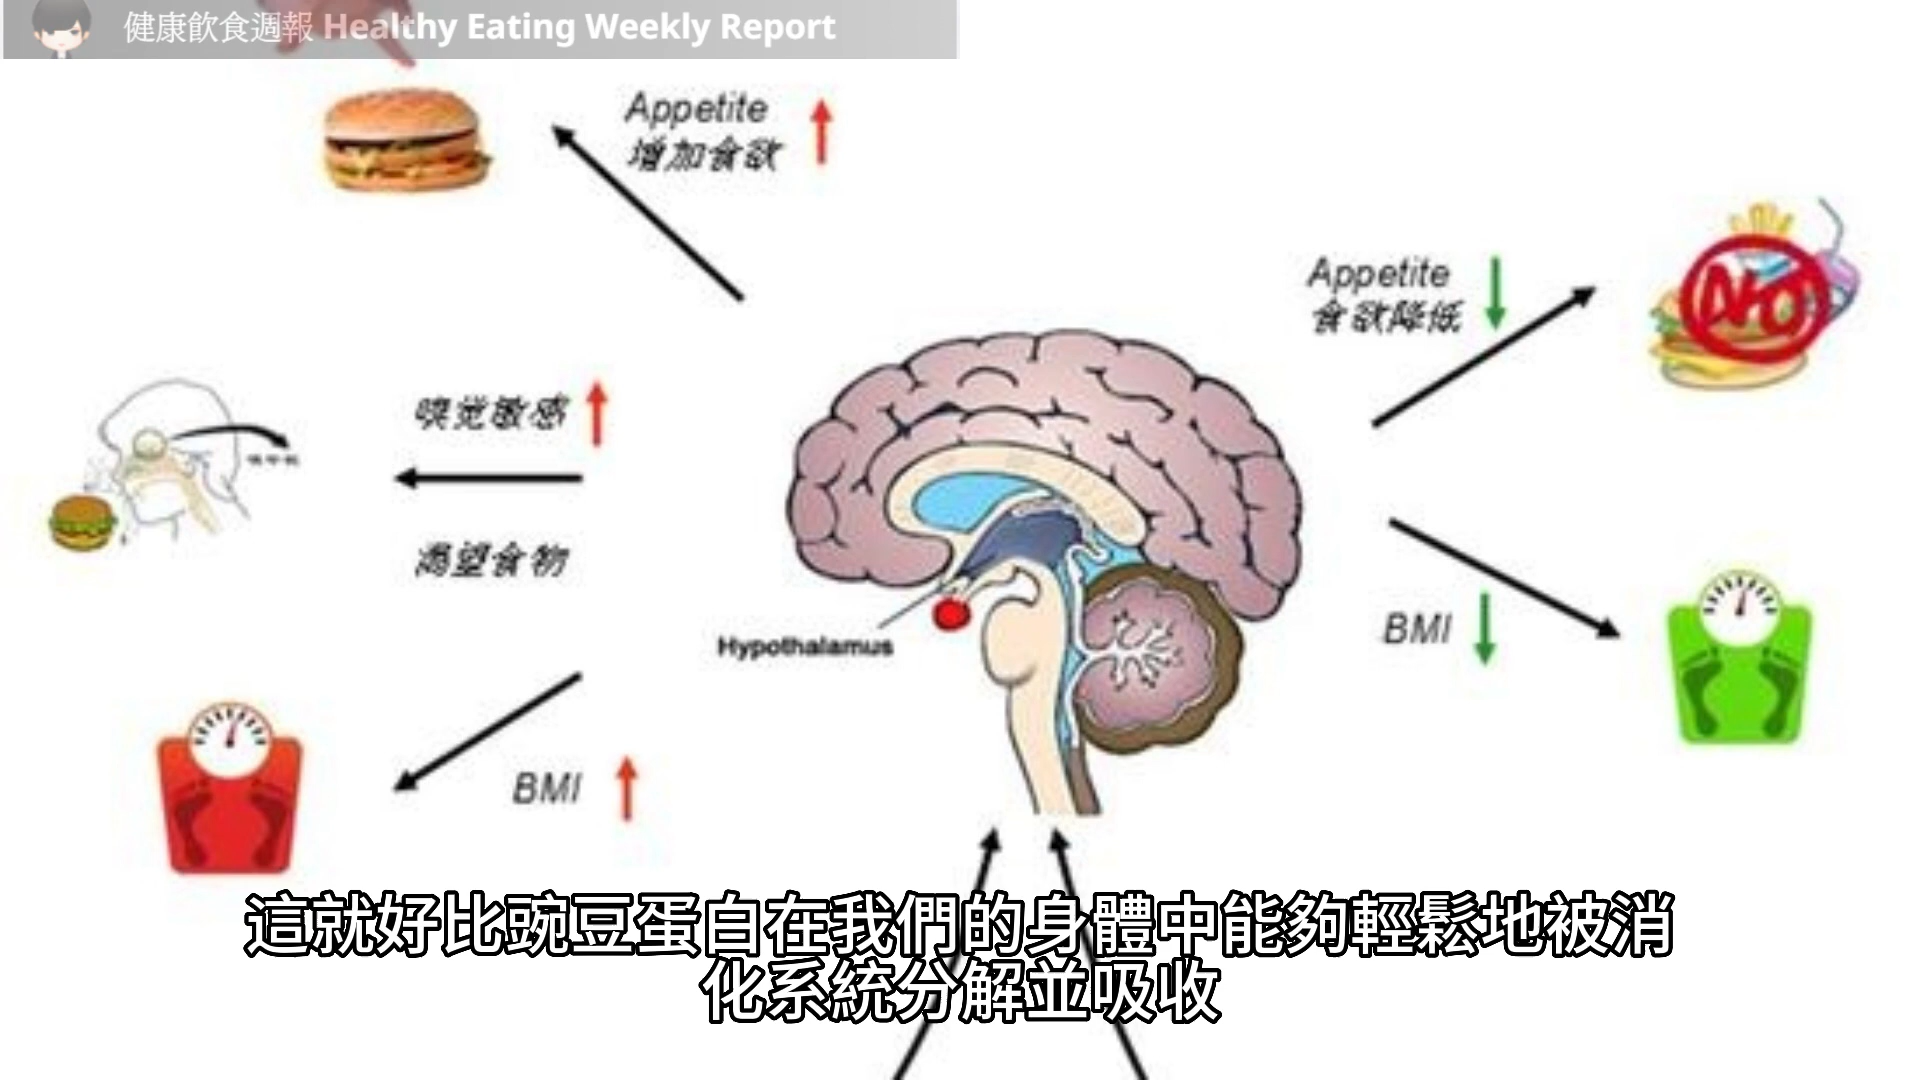 健康飲食週報 Healthy Eating Weekly Report
Appetite
增加食欲
Appetite
食欲降低
NO
嗅觉敏感
渴望食物
Hypothalamus
BMI
BMI
這就好比豌豆蛋白在我們的身體中能夠輕鬆地被消
化系統分解並吸收